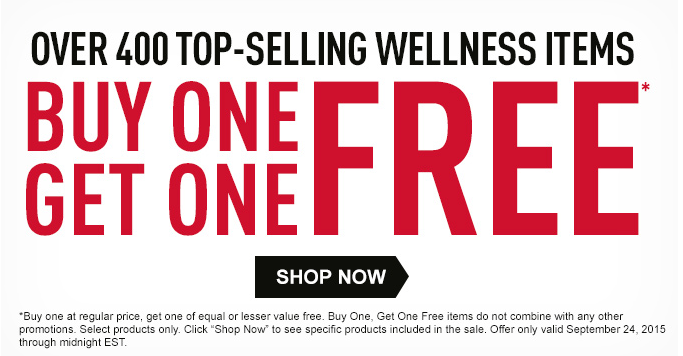 OVER 400 TOP-SELLING WELLNESS ITEMS
BUY ONE
GET ONE
FREE*
SHOP NOW
*Buy one at regular price, get one of equal or lesser value free. Buy One, Get One Free items do not combine with any other
promotions. Select products only. Click “Shop Now” to see specific products included in the sale. Offer only valid September 24, 2015
through midnight EST.